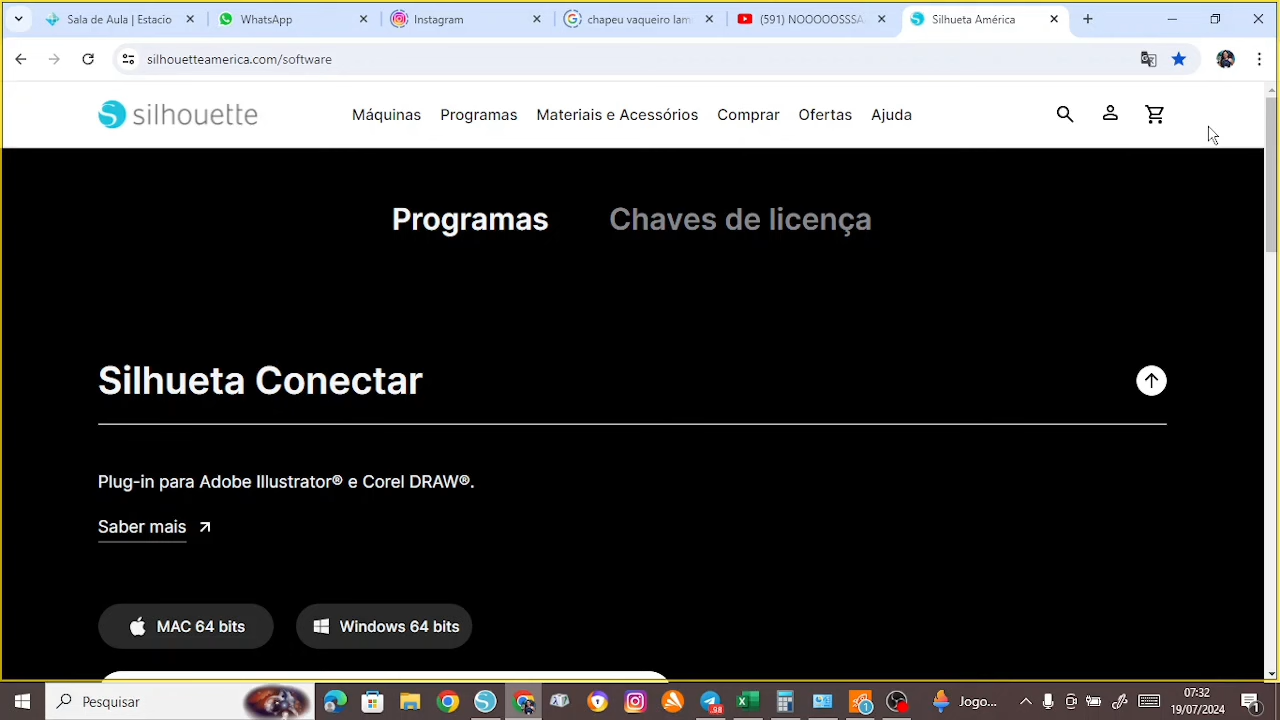 Sala de Aula | Estacio
WhatsApp
Instagram
chapeu vaqueiro lam
(591) NOOOOOSSSA
Silhueta América
silhouetteamerica.com/software
silhouette
Máquinas
Programas
Materiais e Acessórios
Comprar
Ofertas
Ajuda
Programas
Chaves de licença
Silhueta Conectar
Plug-in para Adobe Illustrator® e Corel DRAW®.
Saber mais
MAC 64 bits
Windows 64 bits
Pesquisar
Jogo...
07:32
19/07/2024